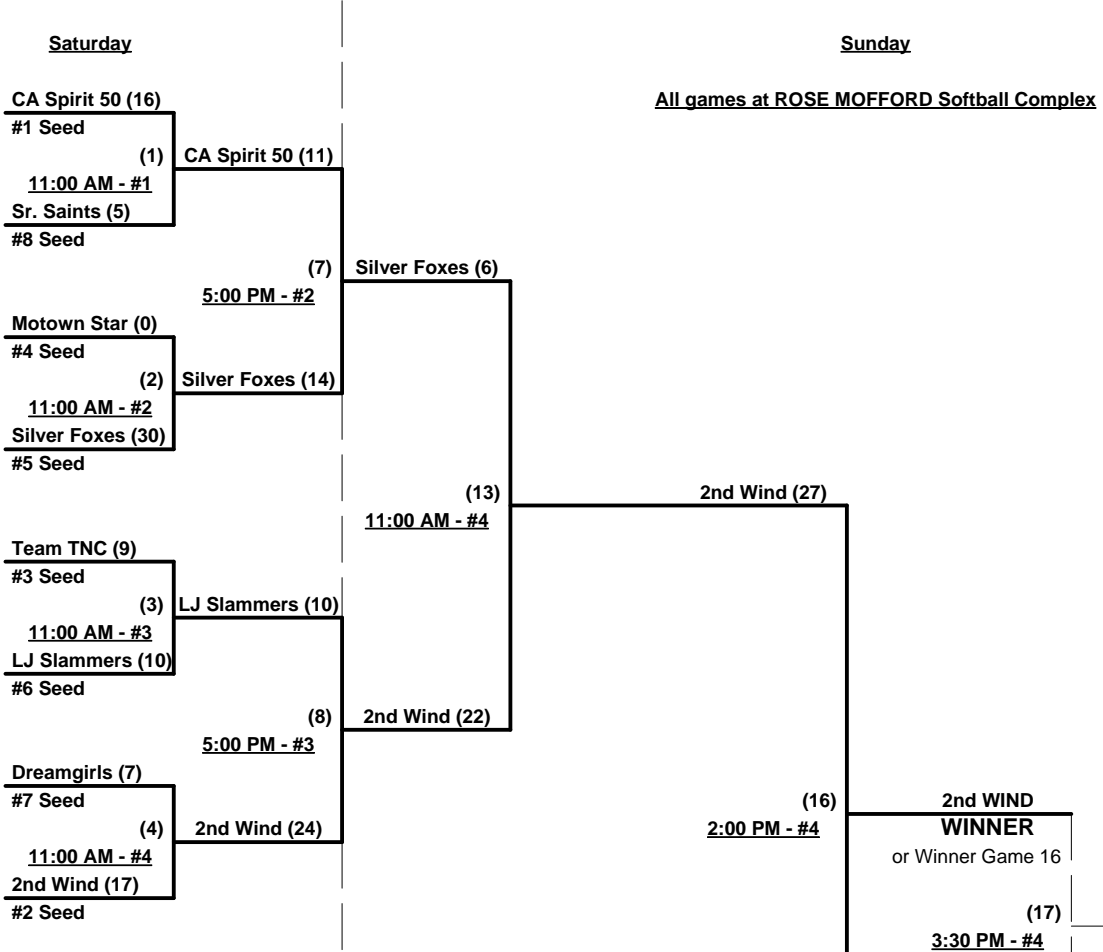 Saturday
Sunday
CA Spirit 50 (16)
All games at ROSE MOFFORD Softball Complex
#1 Seed
(1)
CA Spirit 50 (11)
11:00 AM - #1
Sr. Saints (5)
#8 Seed
(7)
Silver Foxes (6)
5:00 PM - #2
Motown Star (0)
#4 Seed
(2)
Silver Foxes (14)
11:00 AM - #2
Silver Foxes (30)
#5 Seed
(13)
2nd Wind (27)
11:00 AM - #4
Team TNC (9)
#3 Seed
(3)
LJ Slammers (10)
11:00 AM - #3
LJ Slammers (10)
#6 Seed
(8)
2nd Wind (22)
5:00 PM - #3
Dreamgirls (7)
#7 Seed
(16)
2nd WIND
(4)
2nd Wind (24)
2:00 PM - #4
WINNER
11:00 AM - #4
or Winner Game 16
2nd Wind (17)
#2 Seed
(17)
3:30 PM - #4